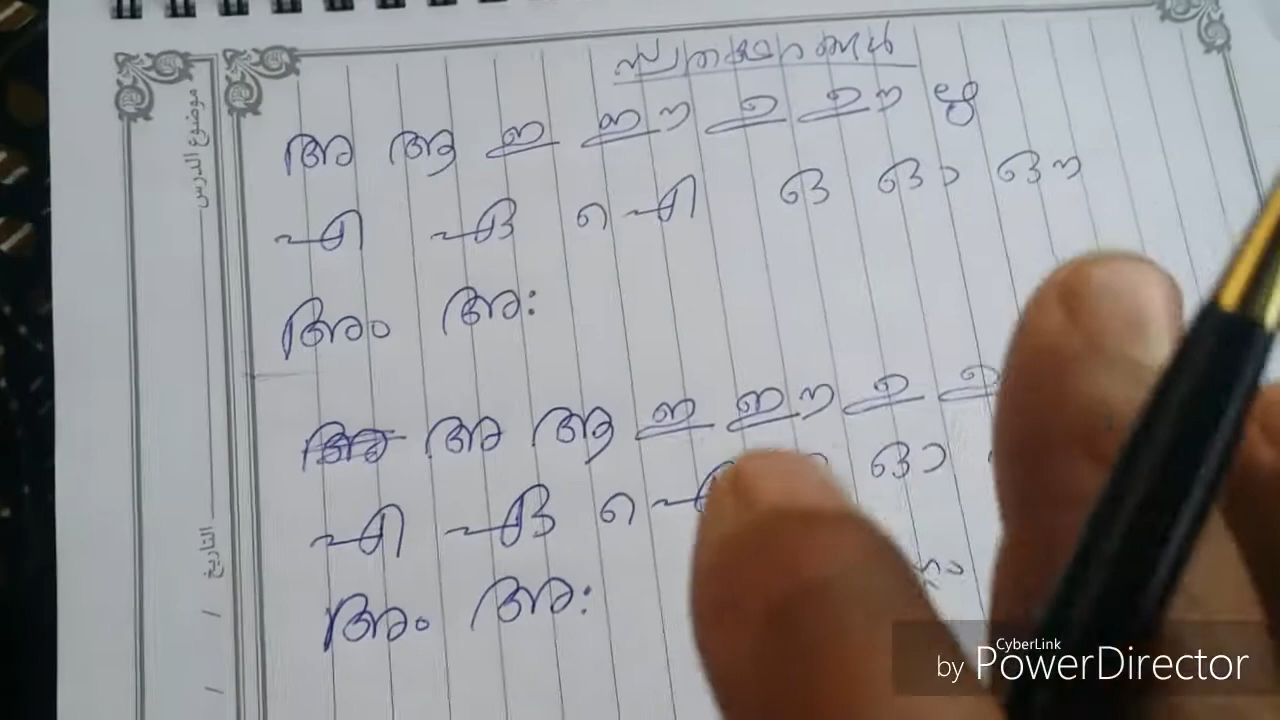 സ്വരാക്ഷരങ്ങൾ
അ ആ ഇ ഈ ഉ ഊ ഋ
എ ഏ ഐ ഒ ഓ ഔ
അം അഃ
അ ആ ഇ ഈ ഉ ഉ
എ ഏ ഐ ഓ
അം അഃ
موضوع الدرس
التاريخ / /
CyberLink
by PowerDirector